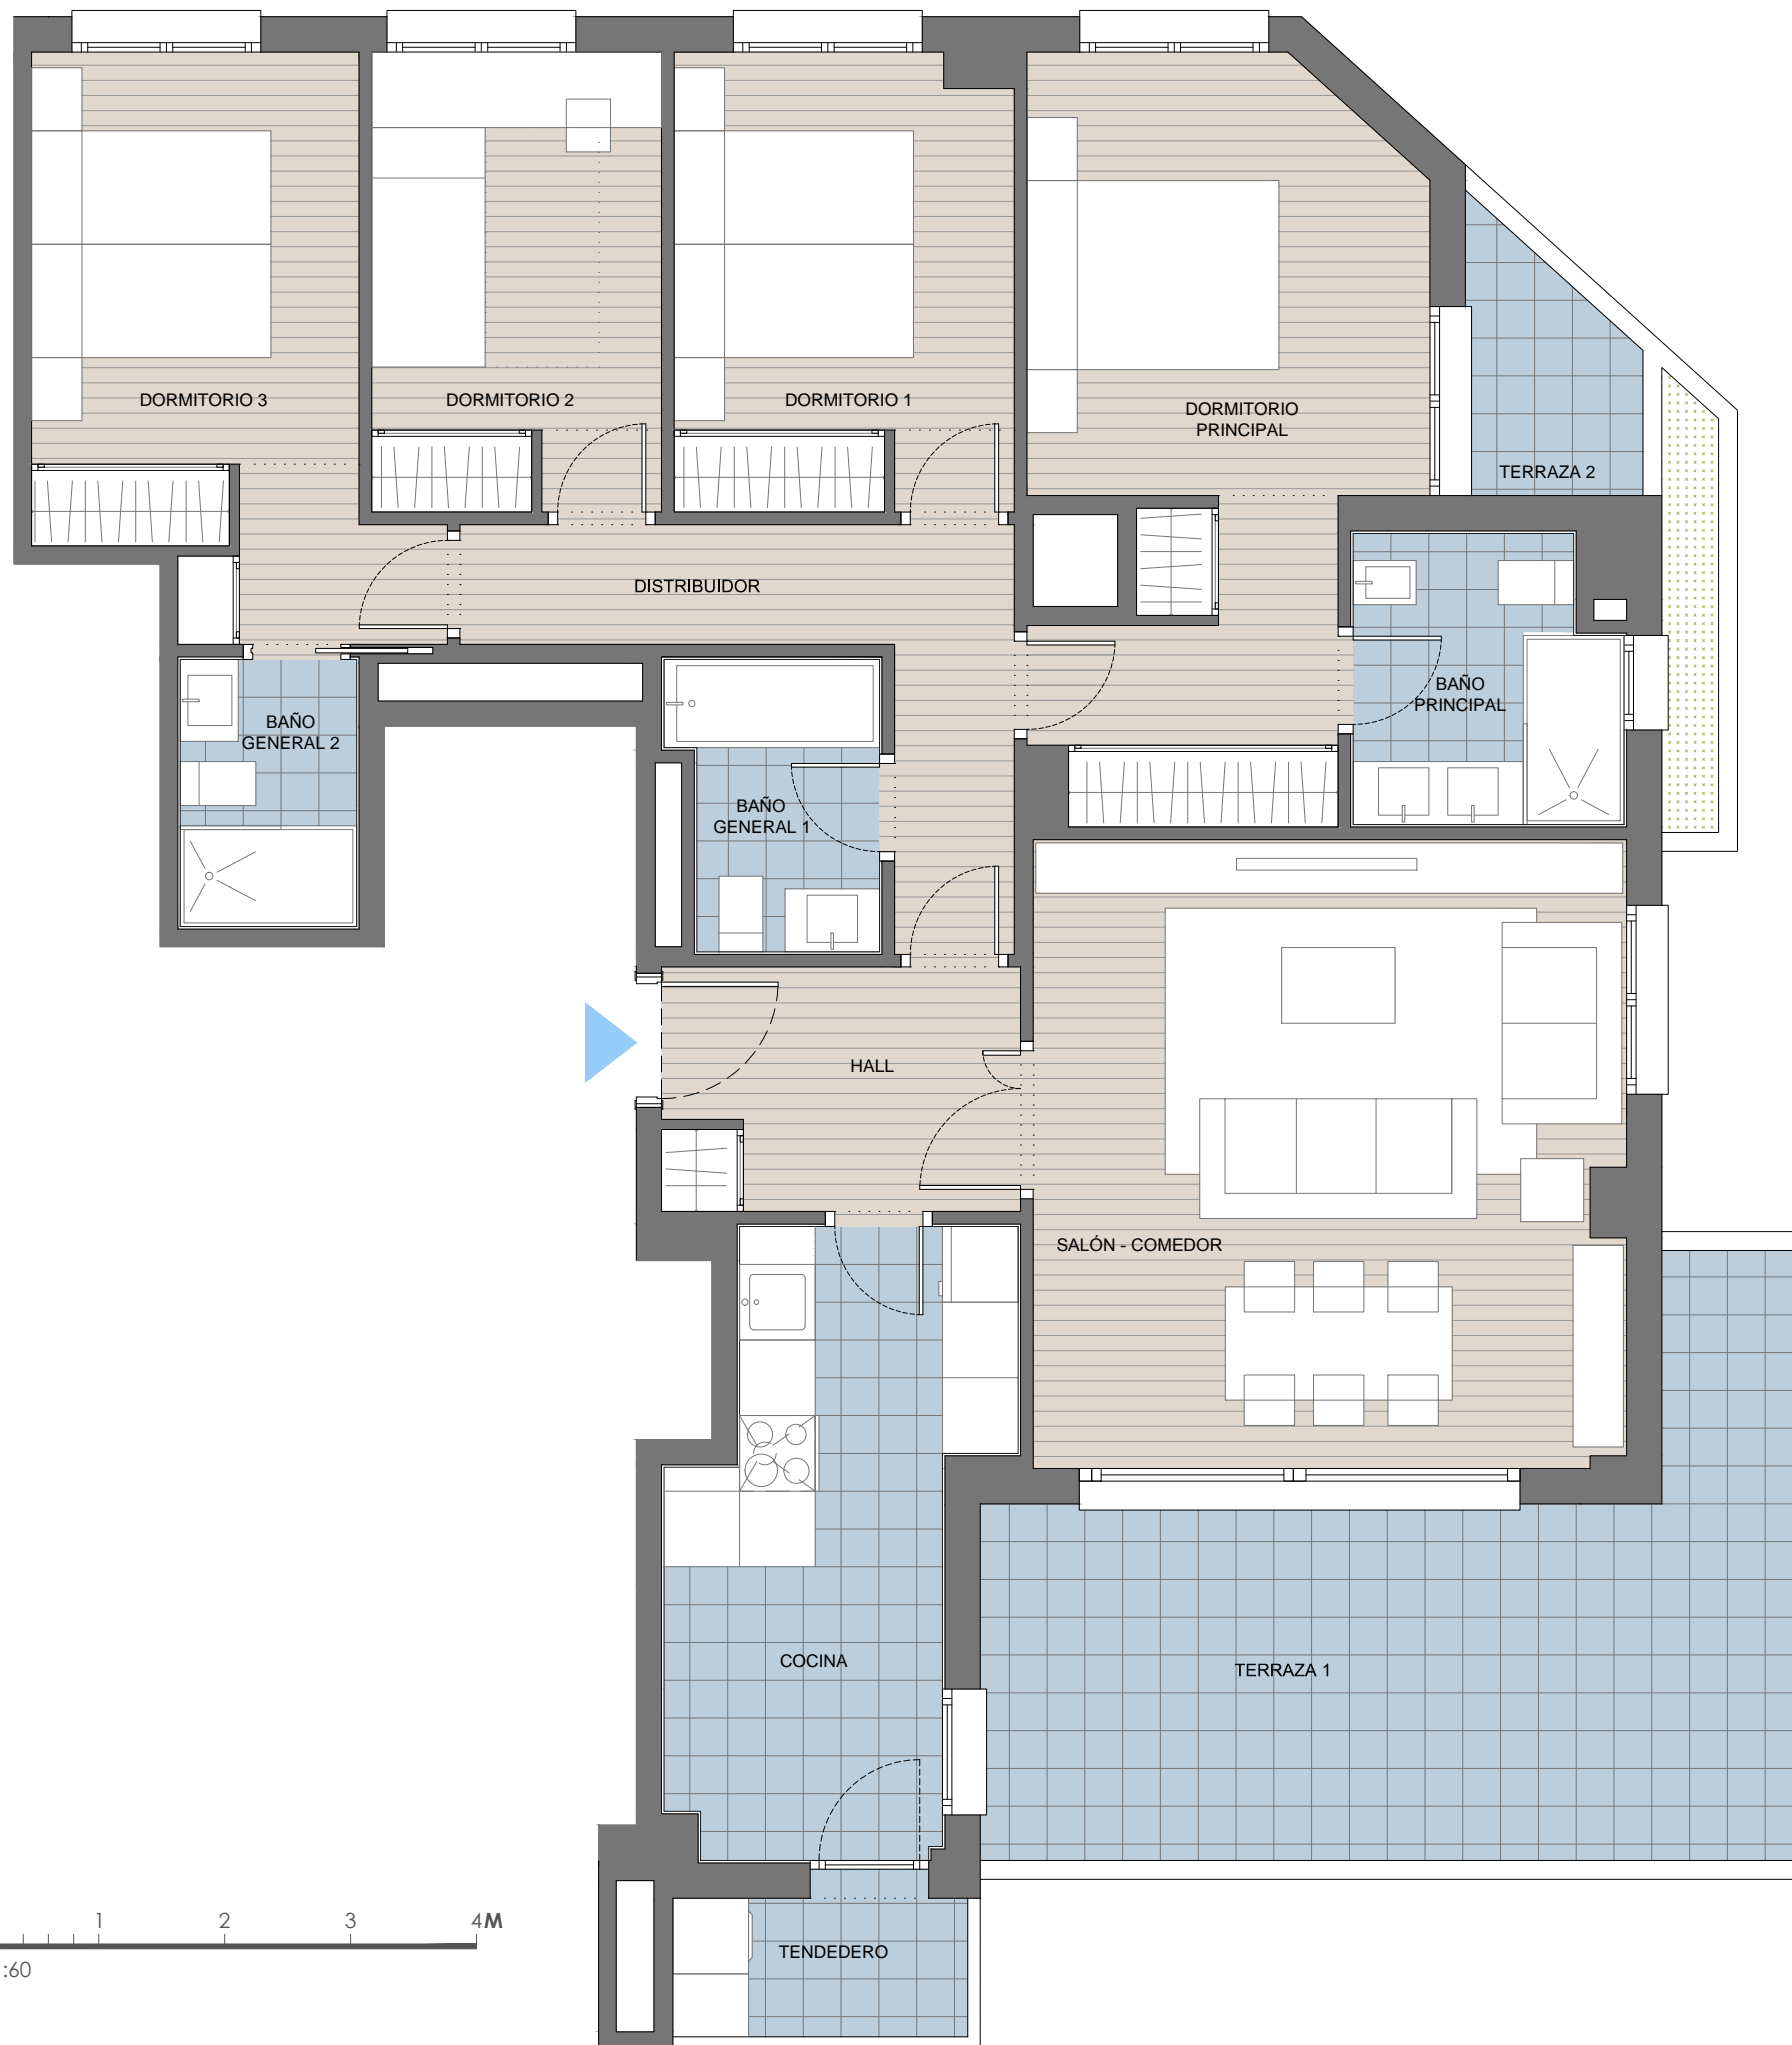 DORMITORIO 3
DORMITORIO 2
DORMITORIO 1
DORMITORIO
PRINCIPAL
TERRAZA 2
DISTRIBUIDOR
BAÑO
PRINCIPAL
BAÑO
GENERAL 2
BAÑO
GENERAL 1
HALL
SALÓN - COMEDOR
COCINA
TERRAZA 1
TENDEDERO
1 2 3 4M
:60